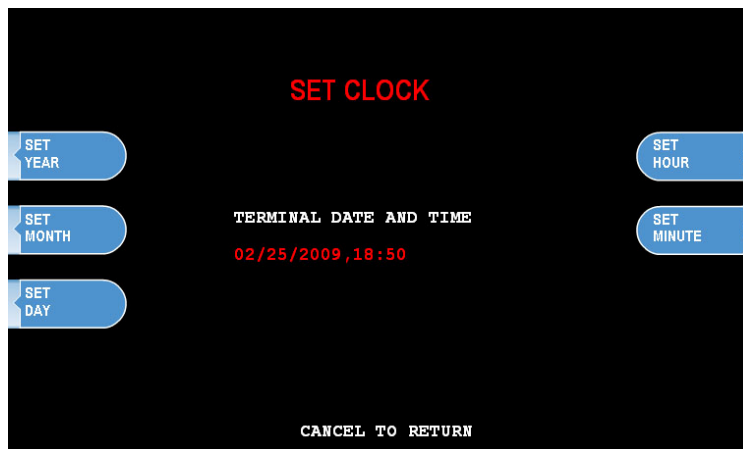 SET CLOCK
SET
YEAR
SET
HOUR
SET
MONTH
TERMINAL DATE AND TIME
SET
MINUTE
02/25/2009,18:50
SET
DAY
CANCEL TO RETURN